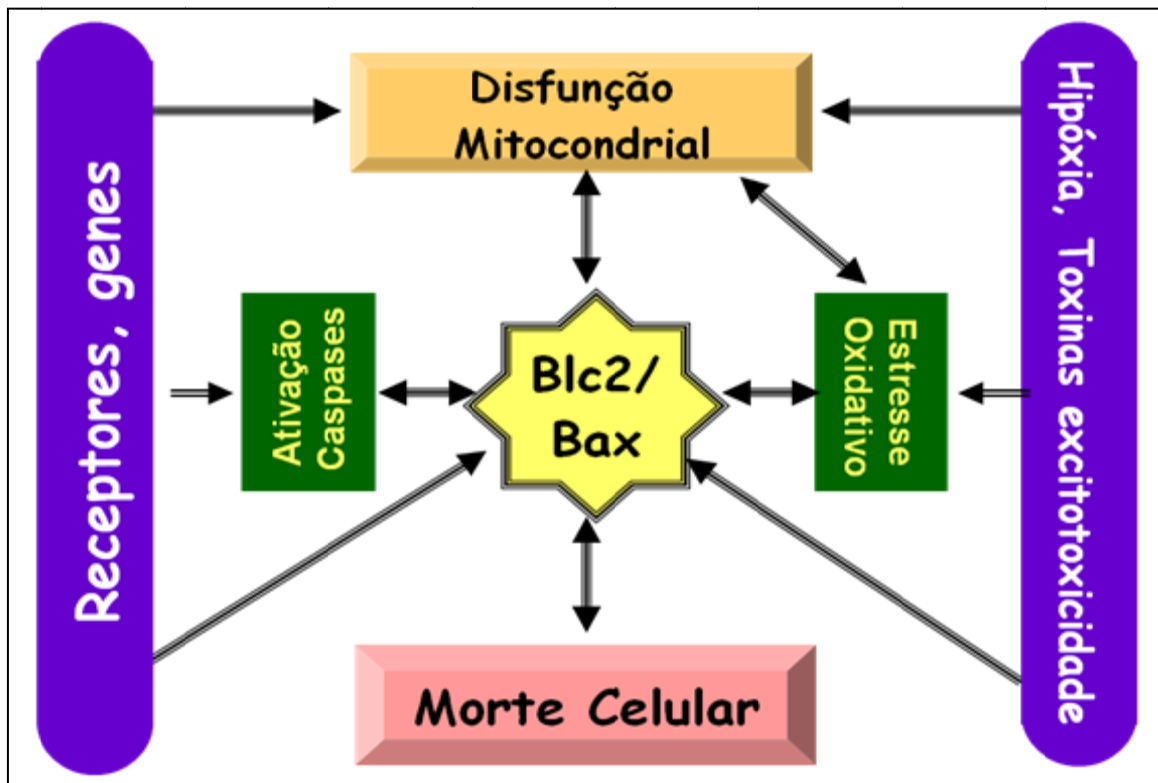 Receptores, genes
Disfunção
Mitocondrial
Hipóxia, Toxinas excitotoxicidade
Ativação
Caspases
Blc2/
Bax
Estresse
Oxidativo
Morte Celular